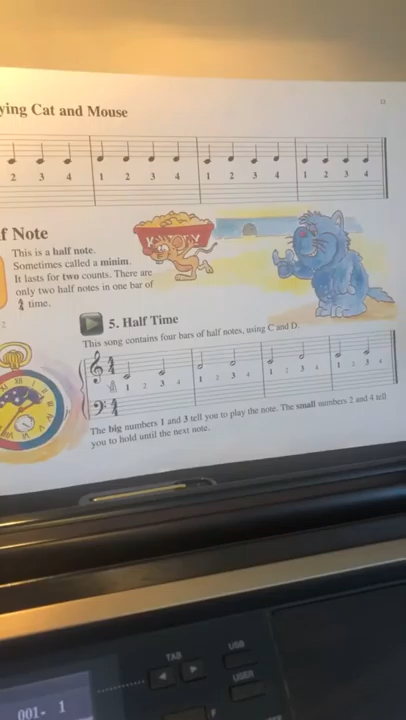 13
ying Cat and Mouse
2 3 4 1 2 3 4 1 2 3 4 1 2 3 4
f Note
This is a half note.
Sometimes called a minim.
It lasts for two counts. There are
only two half notes in one bar of
4/4 time.
5. Half Time
This song contains four bars of half notes, using C and D.
1 2 3 4 1 2 3 4 1 2 3 4 1 2 3 4
The big numbers 1 and 3 tell you to play the note. The small numbers 2 and 4 tell
you to hold until the next note.
TAB
USB
USER
001- 1
F